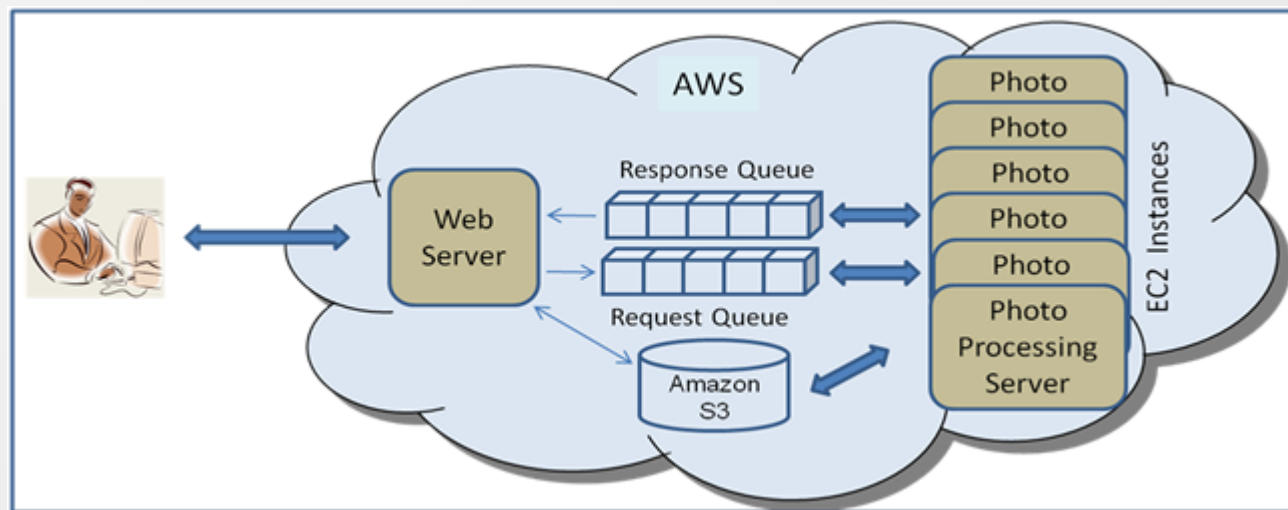 AWS
Web
Server
Response Queue
Request Queue
Amazon
S3
Photo
Photo
Photo
Photo
Photo
Photo
Processing
Server
EC2 Instances